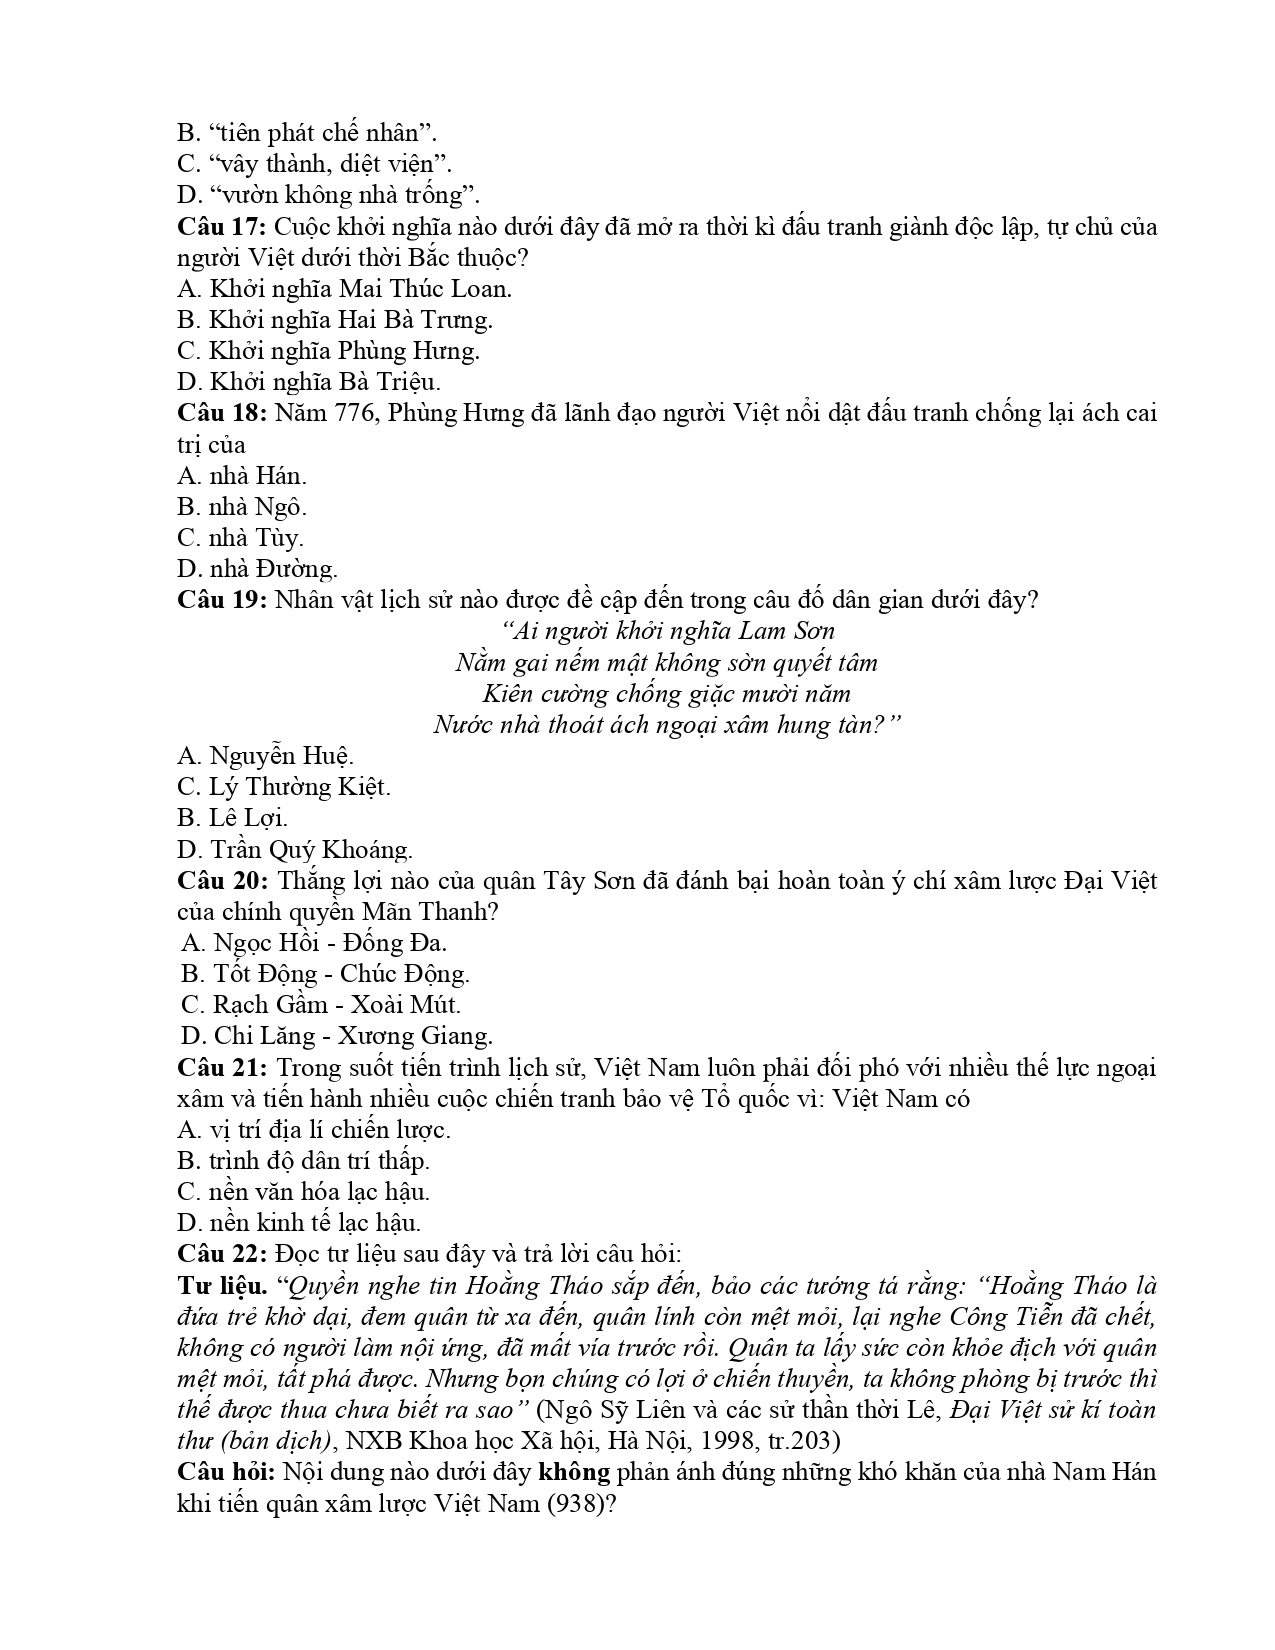 B. “tiên phát chế nhân”.
C. “vây thành, diệt viện”.
D. “vườn không nhà trống”.
Câu 17: Cuộc khởi nghĩa nào dưới đây đã mở ra thời kì đấu tranh giành độc lập, tự chủ của
người Việt dưới thời Bắc thuộc?
A. Khởi nghĩa Mai Thúc Loan.
B. Khởi nghĩa Hai Bà Trưng.
C. Khởi nghĩa Phùng Hưng.
D. Khởi nghĩa Bà Triệu.
Câu 18: Năm 776, Phùng Hưng đã lãnh đạo người Việt nổi dật đấu tranh chống lại ách cai
trị của
A. nhà Hán.
B. nhà Ngô.
C. nhà Tùy.
D. nhà Đường.
Câu 19: Nhân vật lịch sử nào được đề cập đến trong câu đố dân gian dưới đây?
“Ai người khởi nghĩa Lam Sơn
Nằm gai nếm mật không sờn quyết tâm
Kiên cường chống giặc mười năm
Nước nhà thoát ách ngoại xâm hung tàn?”
A. Nguyễn Huệ.
C. Lý Thường Kiệt.
B. Lê Lợi.
D. Trần Quý Khoáng.
Câu 20: Thắng lợi nào của quân Tây Sơn đã đánh bại hoàn toàn ý chí xâm lược Đại Việt
của chính quyền Mãn Thanh?
A. Ngọc Hồi - Đống Đa.
B. Tốt Động - Chúc Động.
C. Rạch Gầm - Xoài Mút.
D. Chi Lăng - Xương Giang.
Câu 21: Trong suốt tiến trình lịch sử, Việt Nam luôn phải đối phó với nhiều thế lực ngoại
xâm và tiến hành nhiều cuộc chiến tranh bảo vệ Tổ quốc vì: Việt Nam có
A. vị trí địa lí chiến lược.
B. trình độ dân trí thấp.
C. nền văn hóa lạc hậu.
D. nền kinh tế lạc hậu.
Câu 22: Đọc tư liệu sau đây và trả lời câu hỏi:
Tư liệu. “Quyền nghe tin Hoằng Tháo sắp đến, bảo các tướng tá rằng: “Hoằng Tháo là
đứa trẻ khờ dại, đem quân từ xa đến, quân lính còn mệt mỏi, lại nghe Công Tiễn đã chết,
không có người làm nội ứng, đã mất vía trước rồi. Quân ta lấy sức còn khỏe địch với quân
mệt mỏi, tất phá được. Nhưng bọn chúng có lợi ở chiến thuyền, ta không phòng bị trước thì
thế được thua chưa biết ra sao” (Ngô Sỹ Liên và các sử thần thời Lê, Đại Việt sử kí toàn
thư (bản dịch), NXB Khoa học Xã hội, Hà Nội, 1998, tr.203)
Câu hỏi: Nội dung nào dưới đây không phản ánh đúng những khó khăn của nhà Nam Hán
khi tiến quân xâm lược Việt Nam (938)?